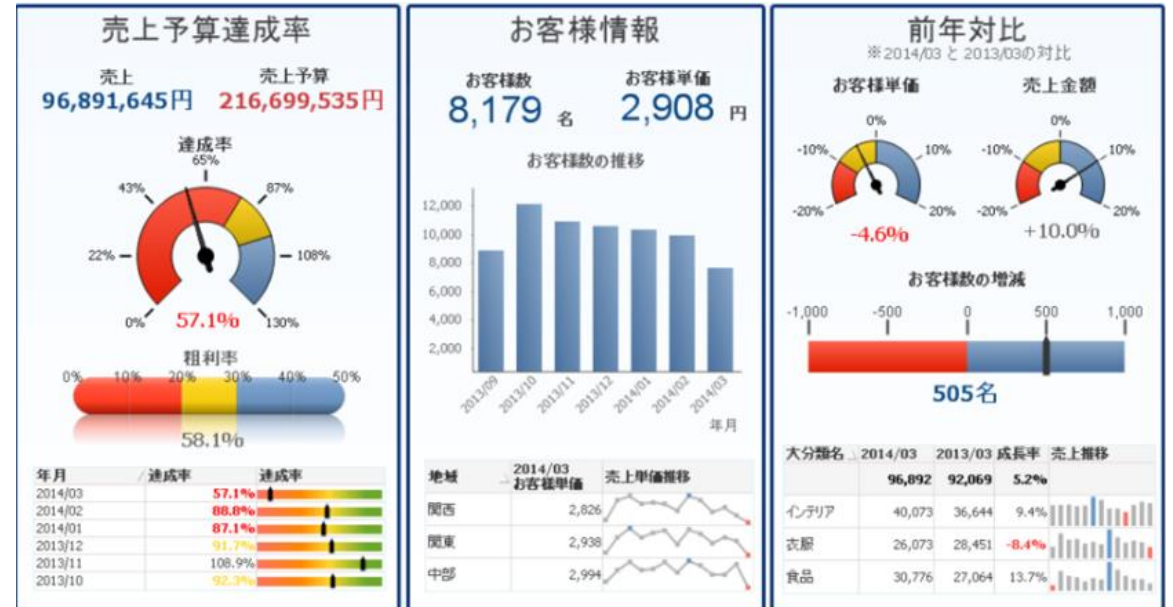 売上予算達成率
売上 売上予算
96,891,645円 216,699,535円
達成率
65%
43% 87%
22% 108%
0% 130%
57.1%
粗利率
0% 10% 20% 30% 40% 50%
58.1%
年月 達成率 達成率
2014/03 57.1%
2014/02 88.8%
2014/01 87.1%
2013/12 91.7%
2013/11 108.9%
2013/10 92.3%
お客様情報
お客様数 お客様単価
8,179 名 2,908 円
お客様数の推移
12,000
10,000
8,000
6,000
4,000
2,000
2013/09 2013/10 2013/11 2013/12 2014/01 2014/02 2014/03
年月
地域 2014/03 お客様単価 売上単価推移
関西 2,826
関東 2,938
中部 2,994
前年対比
※2014/03 と 2013/03の対比
お客様単価 売上金額
0% 0%
-10% 10% -10% 10%
-20% 20% -20% 20%
-4.6% +10.0%
お客様数の増減
-1,000 -500 0 500 1,000
505名
大分類名 2014/03 2013/03 成長率 売上推移
96,892 92,069 5.2%
インテリア 40,073 36,644 9.4%
衣服 26,073 28,451 -8.4%
食品 30,776 27,064 13.7%